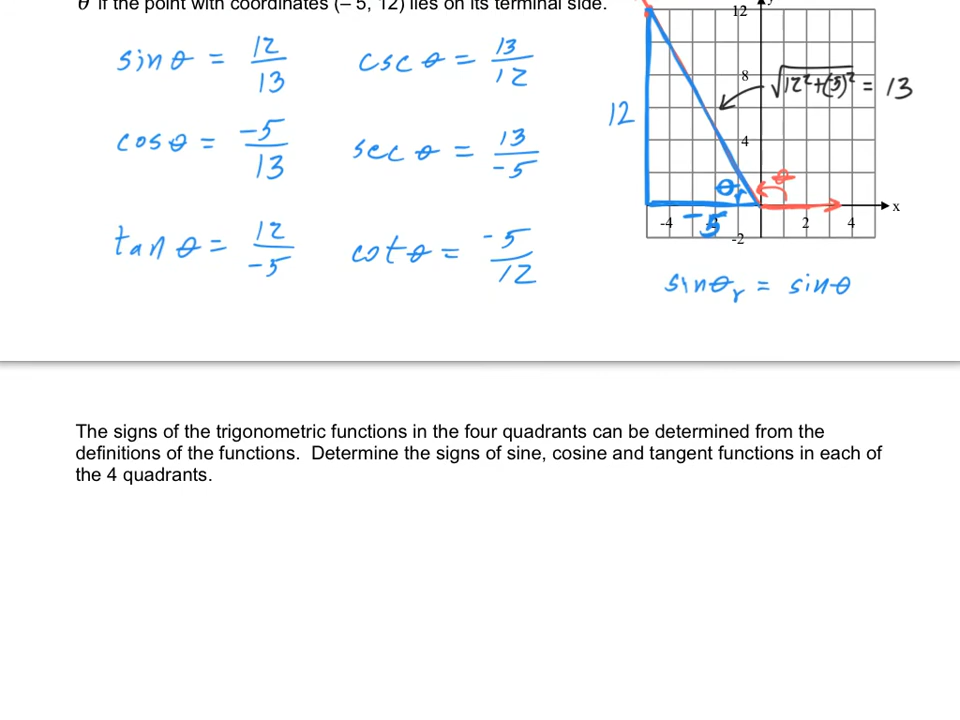 θ if the point with coordinates (– 5, 12) lies on its terminal side.
sin θ = 12/13 csc θ = 13/12
cos θ = -5/13 sec θ = 13/-5
tan θ = 12/-5 cot θ = -5/12
y
12
8
√12²+(-5)² = 13
12
4
θr
θ
x
-4 -2 2 4
-5
-2
sin θr = sin θ
The signs of the trigonometric functions in the four quadrants can be determined from the
definitions of the functions. Determine the signs of sine, cosine and tangent functions in each of
the 4 quadrants.